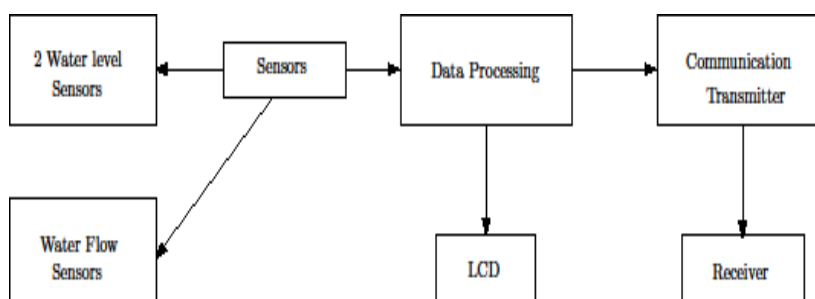 2 Water level
Sensors
Sensors
Data Processing
Communication
Transmitter
Water Flow
Sensors
LCD
Receiver